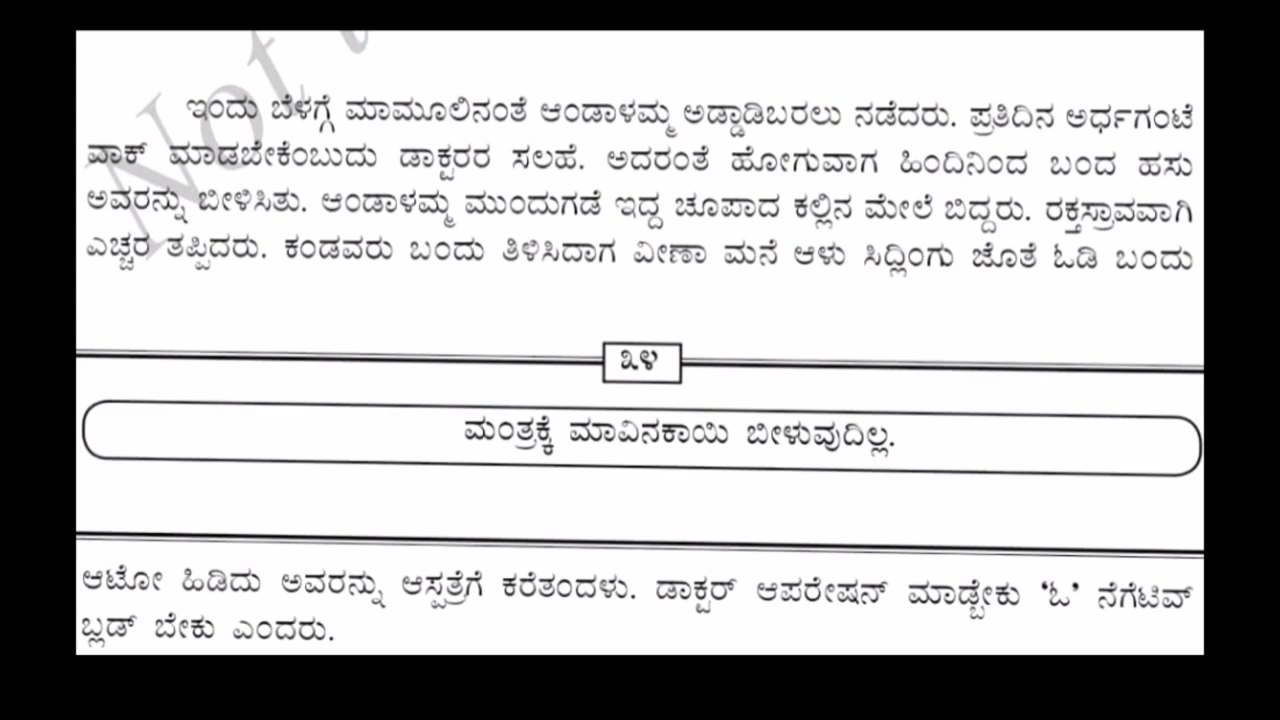 Not
ಇಂದು ಬೆಳಗ್ಗೆ ಮಾಮೂಲಿನಂತೆ ಆಂಡಾಳಮ್ಮ ಅಡ್ಡಾಡಿಬರಲು ನಡೆದರು. ಪ್ರತಿದಿನ ಅರ್ಧಗಂಟೆ
ವಾಕ್ ಮಾಡಬೇಕೆಂಬುದು ಡಾಕ್ಟರರ ಸಲಹೆ. ಅದರಂತೆ ಹೋಗುವಾಗ ಹಿಂದಿನಿಂದ ಬಂದ ಹಸು
ಅವರನ್ನು ಬೀಳಿಸಿತು. ಆಂಡಾಳಮ್ಮ ಮುಂದುಗಡೆ ಇದ್ದ ಚೂಪಾದ ಕಲ್ಲಿನ ಮೇಲೆ ಬಿದ್ದರು. ರಕ್ತಸ್ರಾವವಾಗಿ
ಎಚ್ಚರ ತಪ್ಪಿದರು. ಕಂಡವರು ಬಂದು ತಿಳಿಸಿದಾಗ ವೀಣಾ ಮನೆ ಆಳು ಸಿದ್ಲಿಂಗು ಜೊತೆ ಓಡಿ ಬಂದು
೩೪
ಮಂತ್ರಕ್ಕೆ ಮಾವಿನಕಾಯಿ ಬೀಳುವುದಿಲ್ಲ.
ಆಟೋ ಹಿಡಿದು ಅವರನ್ನು ಆಸ್ಪತ್ರೆಗೆ ಕರೆತಂದಳು. ಡಾಕ್ಟರ್ ಆಪರೇಷನ್ ಮಾಡ್ಬೇಕು ‘ಓ’ ನೆಗೆಟಿವ್
ಬ್ಲಡ್ ಬೇಕು ಎಂದರು.